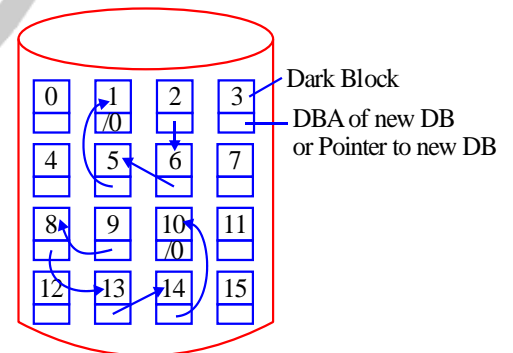 0 1 2 3
/0
Dark Block
DBA of new DB
or Pointer to new DB
4 5 6 7
8 9 10 11
/0
12 13 14 15